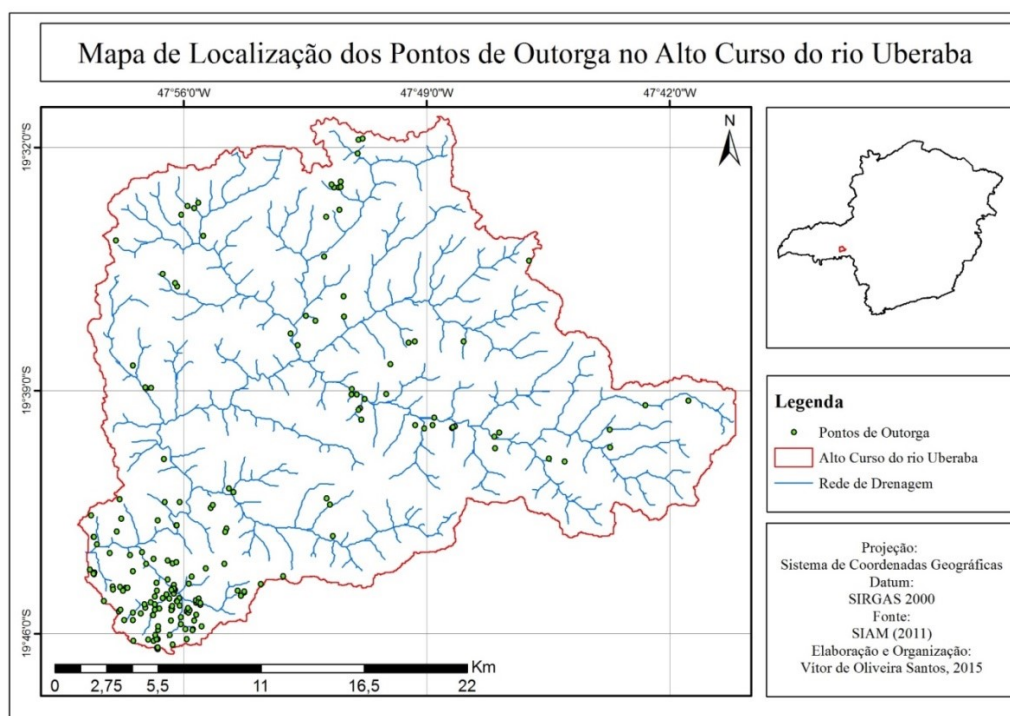 Mapa de Localização dos Pontos de Outorga no Alto Curso do rio Uberaba
47°56'0"W
47°49'0"W
47°42'0"W
19°32'0"S
19°39'0"S
19°46'0"S
N
Km
0 2,75 5,5 11 16,5 22
Legenda
Pontos de Outorga
Alto Curso do rio Uberaba
Rede de Drenagem
Projeção:
Sistema de Coordenadas Geográficas
Datum:
SIRGAS 2000
Fonte:
SIAM (2011)
Elaboração e Organização:
Vitor de Oliveira Santos, 2015